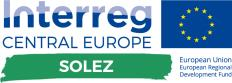 Interreg
CENTRAL EUROPE
SOLEZ
European Union
European Regional
Development Fund